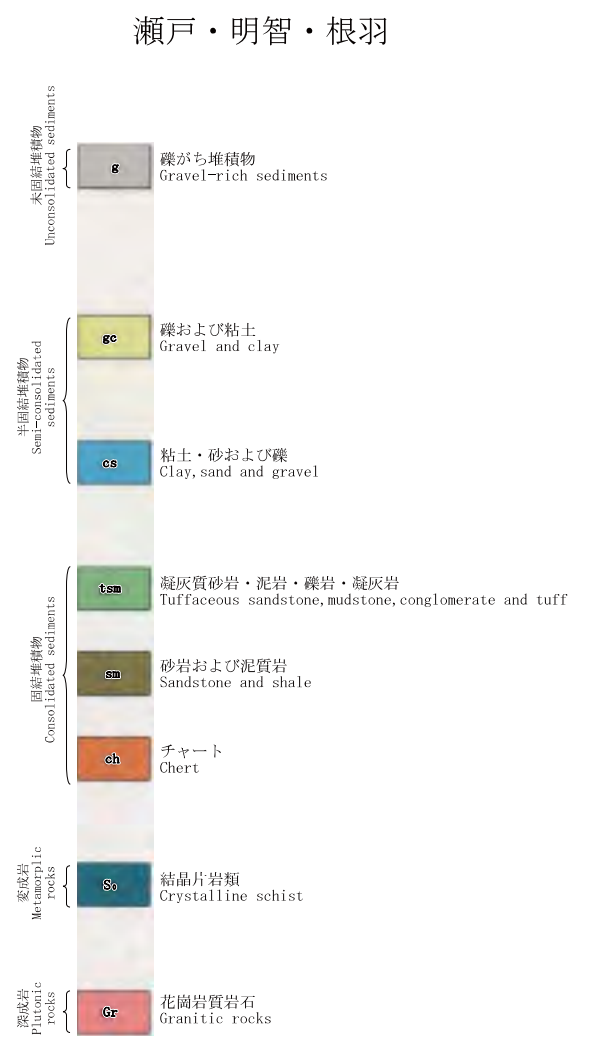 瀬戸・明智・根羽
未固結堆積物
Unconsolidated sediments
g
礫がち堆積物
Gravel-rich sediments
半固結堆積物
Semi-consolidated
sediments
gc
礫および粘土
Gravel and clay
cs
粘土・砂および礫
Clay,sand and gravel
固結堆積物
Consolidated sediments
tsm
凝灰質砂岩・泥岩・礫岩・凝灰岩
Tuffaceous sandstone,mudstone,conglomerate and tuff
sm
砂岩および泥質岩
Sandstone and shale
ch
チャート
Chert
変成岩
Metamorplic
rocks
S₀
結晶片岩類
Crystalline schist
深成岩
Plutonic
rocks
Gr
花崗岩質岩石
Granitic rocks